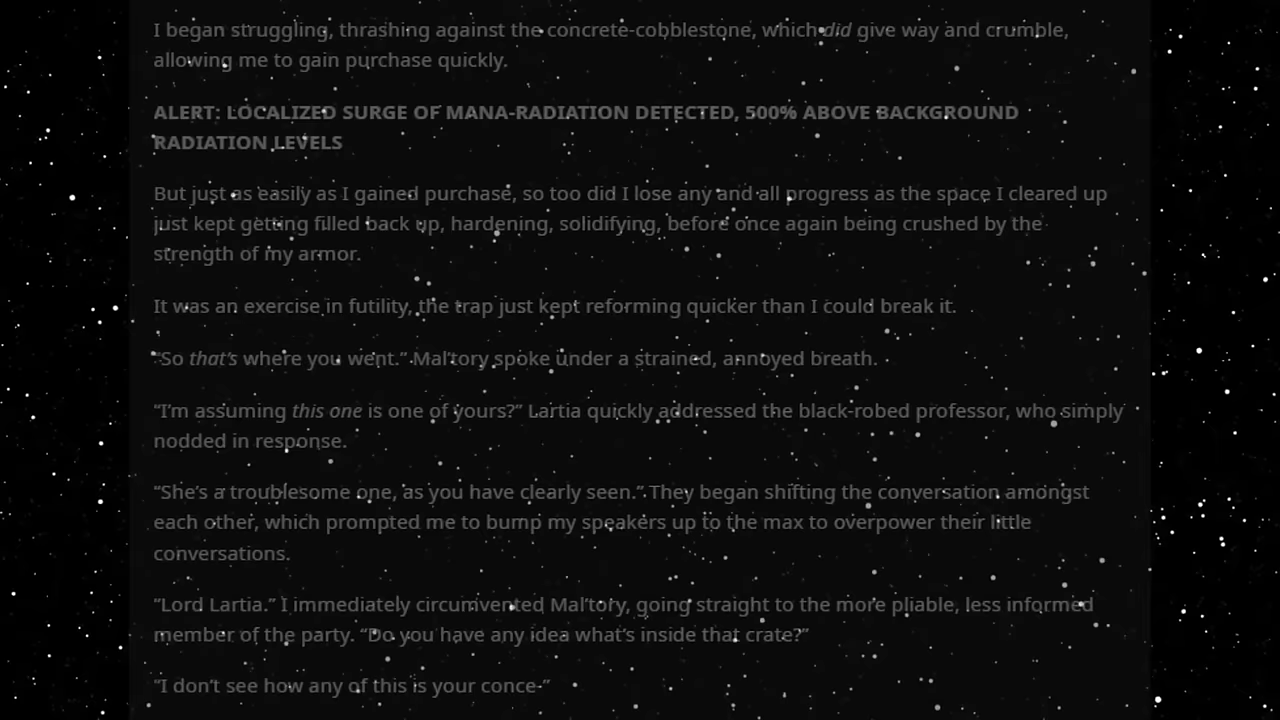 I began struggling, thrashing against the concrete-cobblestone, which did give way and crumble,
allowing me to gain purchase quickly.
ALERT: LOCALIZED SURGE OF MANA-RADIATION DETECTED, 500% ABOVE BACKGROUND
RADIATION LEVELS
But just as easily as I gained purchase, so too did I lose any and all progress as the space I cleared up
just kept getting filled back up, hardening, solidifying, before once again being crushed by the
strength of my armor.
It was an exercise in futility, the trap just kept reforming quicker than I could break it.
“So that’s where you went.” Mal’tory spoke under a strained, annoyed breath.
“I’m assuming this one is one of yours?” Lartia quickly addressed the black-robed professor, who simply
nodded in response.
“She’s a troublesome one, as you have clearly seen.” They began shifting the conversation amongst
each other, which prompted me to bump my speakers up to the max to overpower their little
conversations.
“Lord Lartia.” I immediately circumvented Mal’tory, going straight to the more pliable, less informed
member of the party. “Do you have any idea what’s inside that crate?”
“I don’t see how any of this is your conce-”